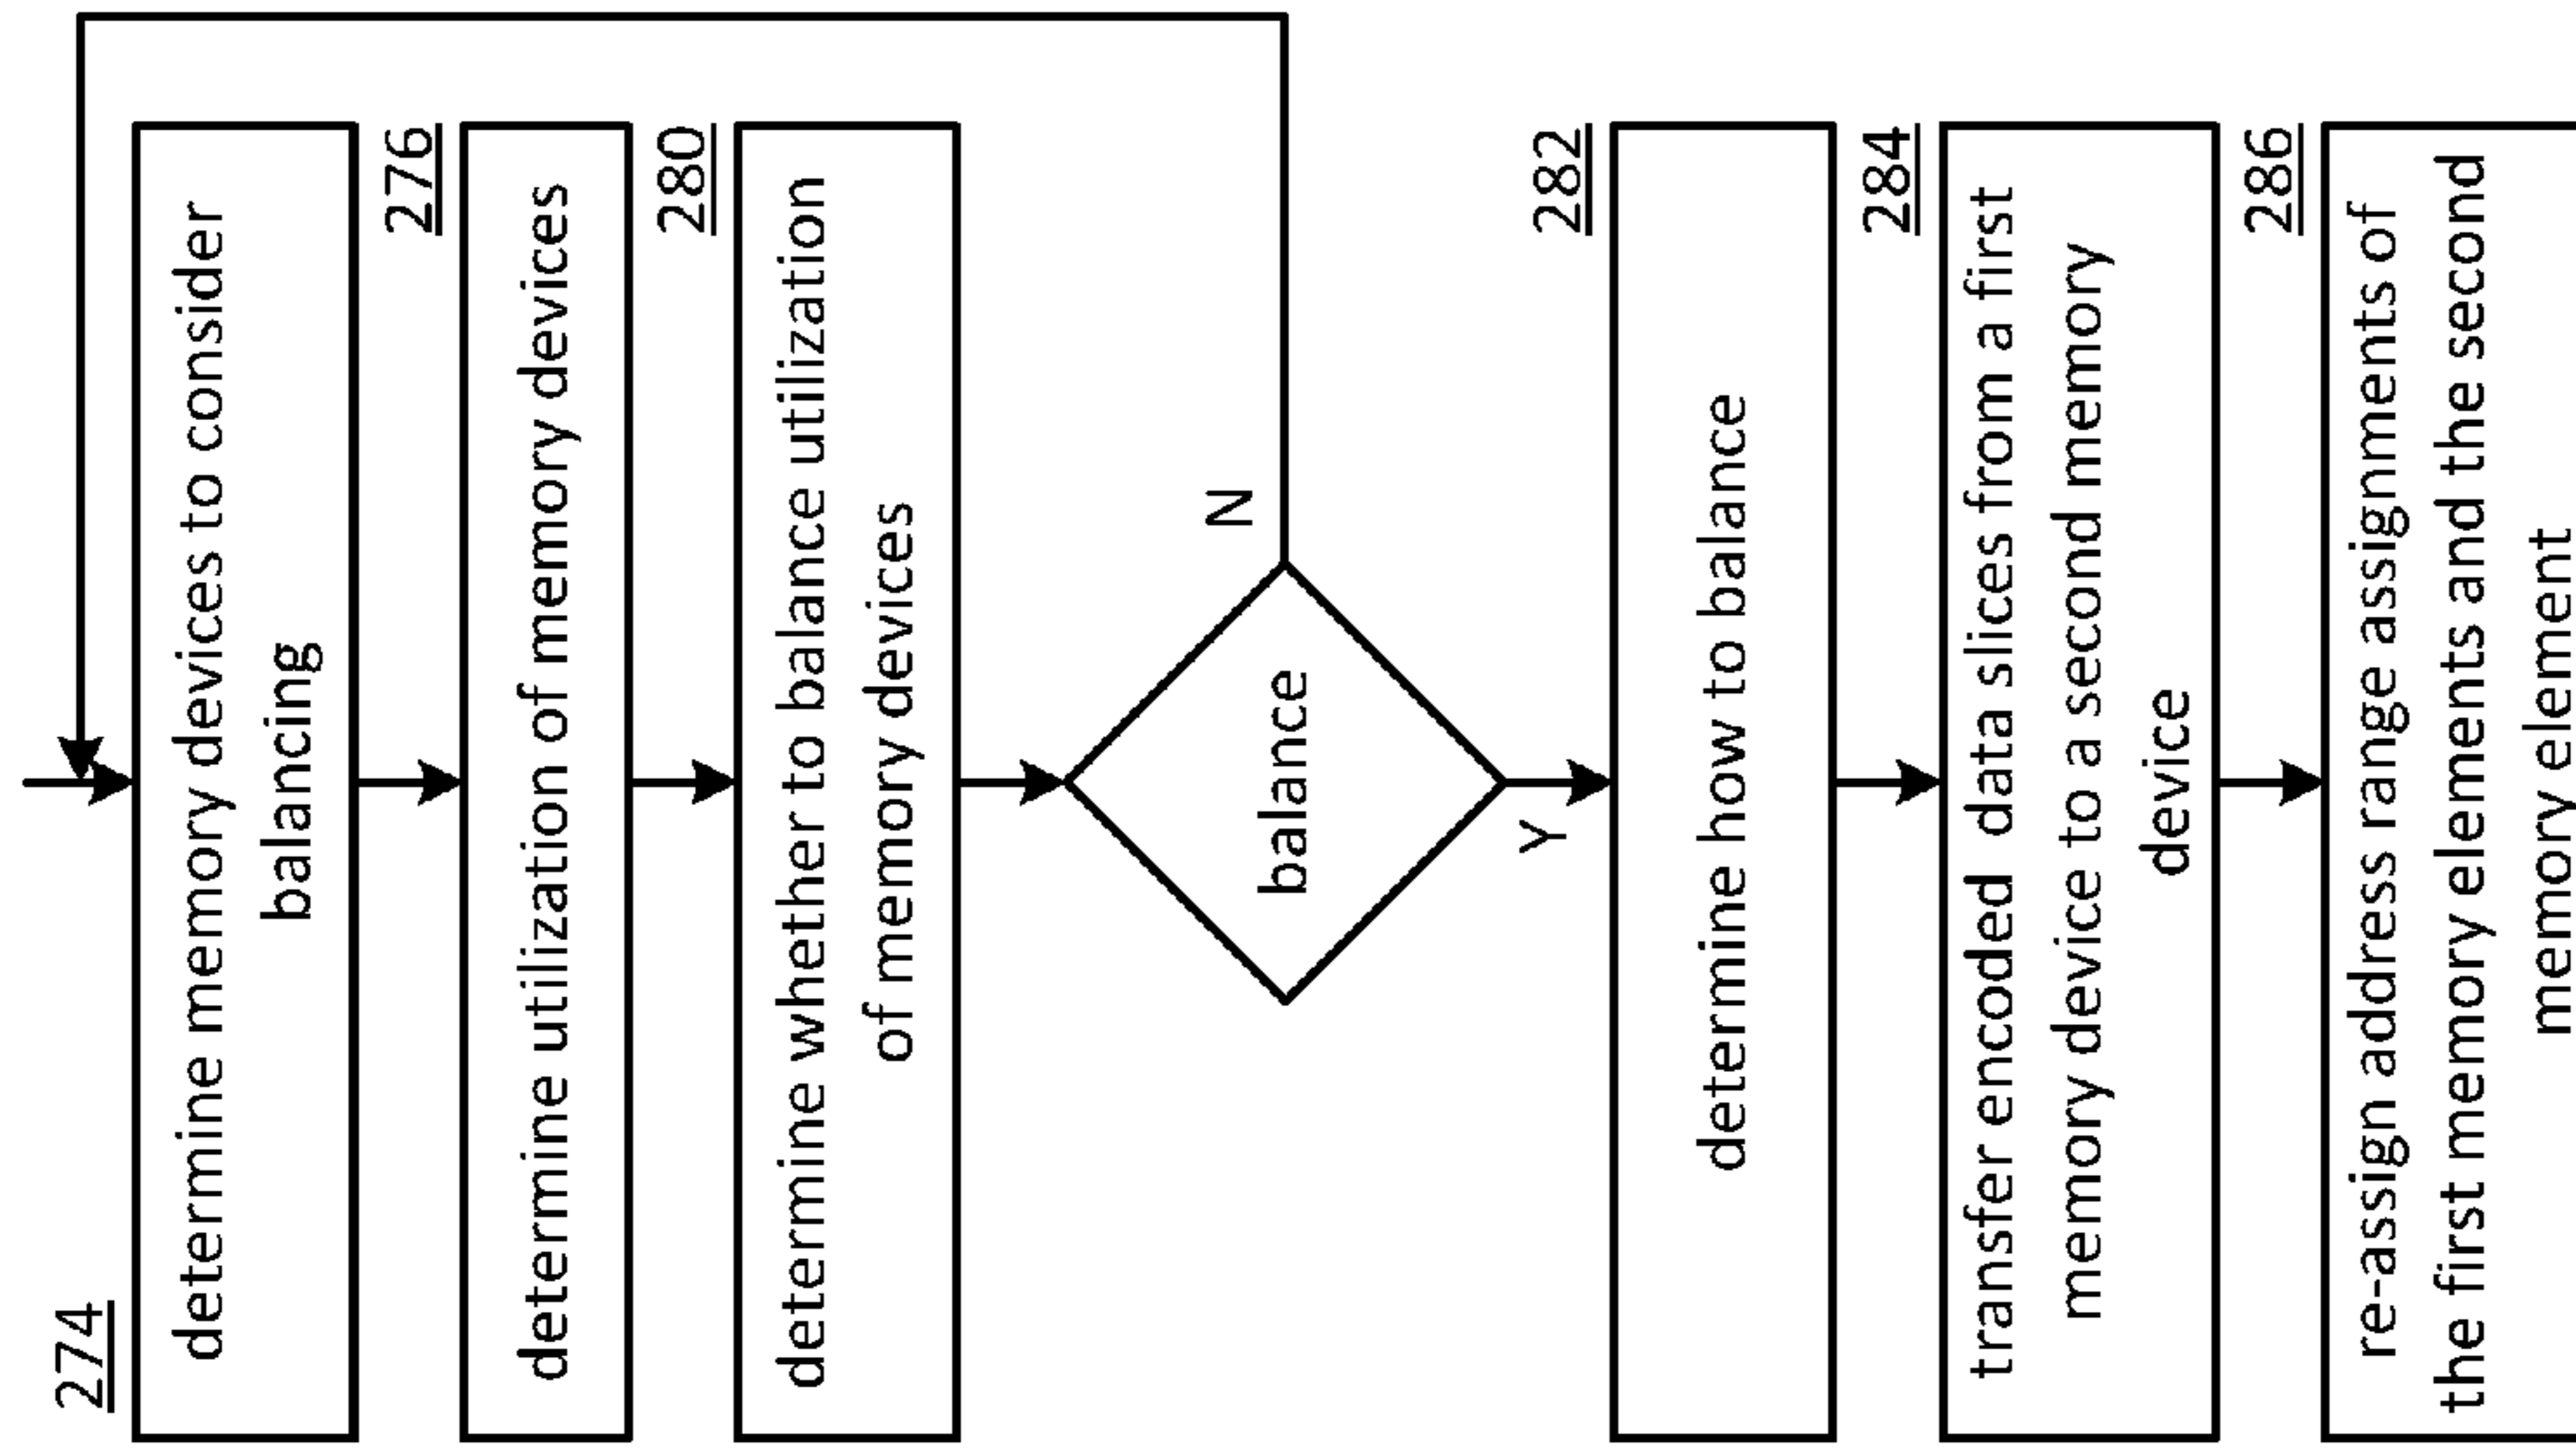 274
determine memory devices to consider
balancing
276
determine utilization of memory devices
280
determine whether to balance utilization
of memory devices
balance
N
Y
282
determine how to balance
284
transfer encoded  data slices from a first
memory device to a second memory
device
286
re-assign address range assignments of
the first memory elements and the second
memory element